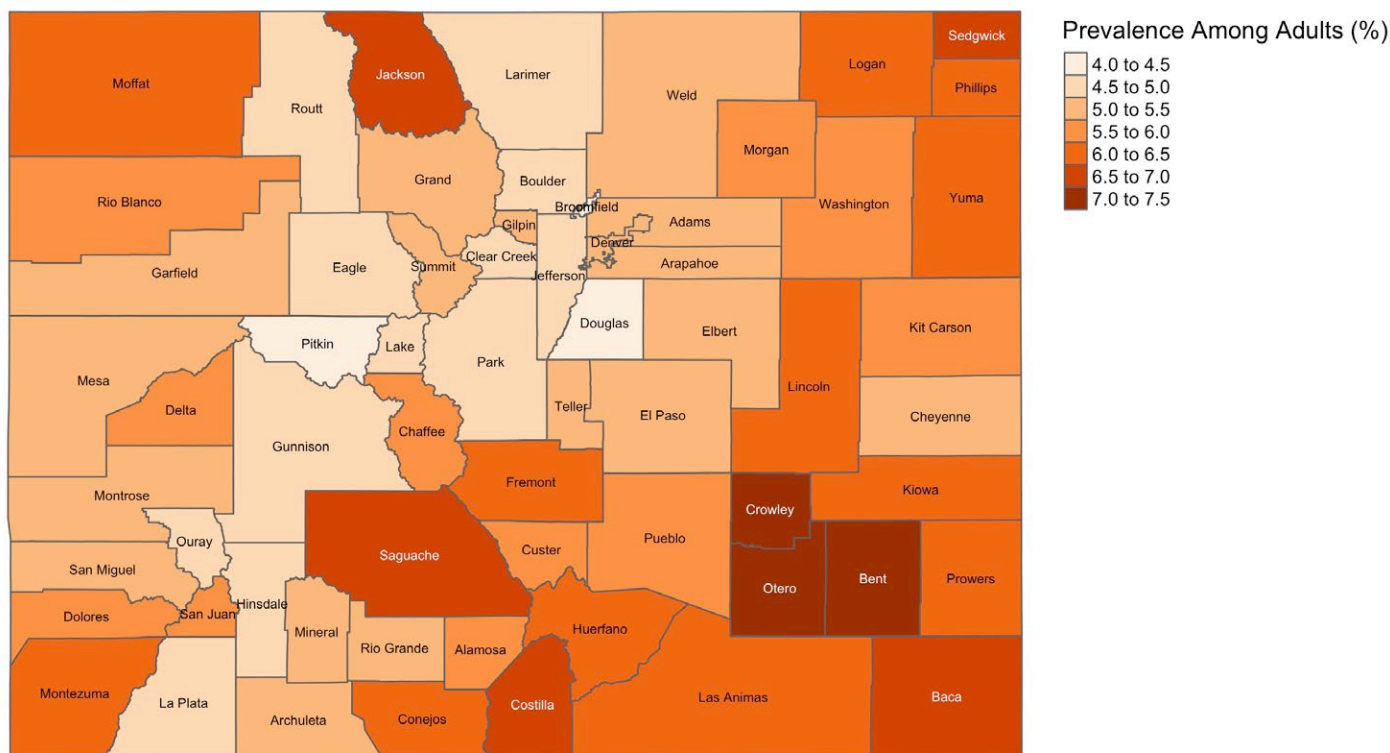 Prevalence Among Adults (%)
4.0 to 4.5
4.5 to 5.0
5.0 to 5.5
5.5 to 6.0
6.0 to 6.5
6.5 to 7.0
7.0 to 7.5
Sedgwick
Logan
Jackson
Larimer
Moffat
Phillips
Weld
Routt
Morgan
Grand
Boulder
Yuma
Rio Blanco
Washington
Broomfield
Gilpin
Adams
Denver
Clear Creek
Arapahoe
Eagle
Summit
Garfield
Jefferson
Douglas
Kit Carson
Elbert
Pitkin
Lake
Park
Mesa
Lincoln
Delta
Teller
El Paso
Cheyenne
Chaffee
Gunnison
Fremont
Kiowa
Montrose
Crowley
Ouray
Pueblo
Custer
Saguache
San Miguel
Bent
Prowers
Otero
Hinsdale
Dolores
San Juan
Huerfano
Mineral
Rio Grande
Alamosa
Montezuma
Las Animas
Baca
La Plata
Costilla
Archuleta
Conejos